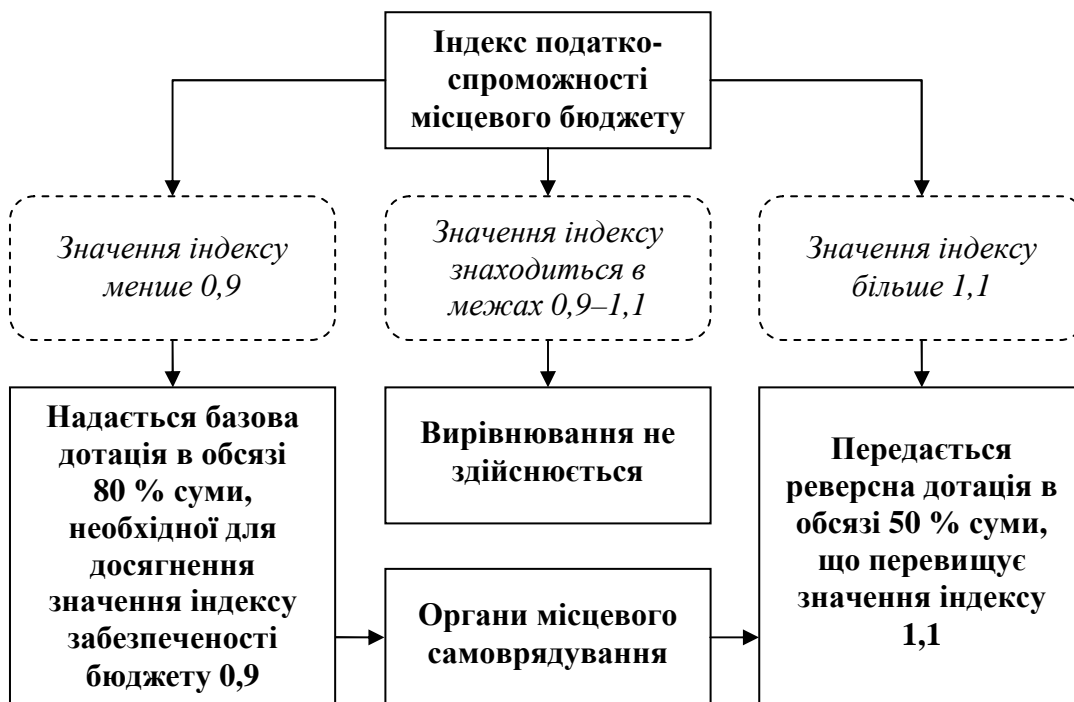 Індекс податко-
спроможності
місцевого бюджету
Значення індексу
менше 0,9
Значення індексу
знаходиться в
межах 0,9–1,1
Значення індексу
більше 1,1
Надається базова
дотація в обсязі
80 % суми,
необхідної для
досягнення
значення індексу
забезпеченості
бюджету 0,9
Вирівнювання не
здійснюється
Органи місцевого
самоврядування
Передається
реверсна дотація в
обсязі 50 % суми,
що перевищує
значення індексу
1,1